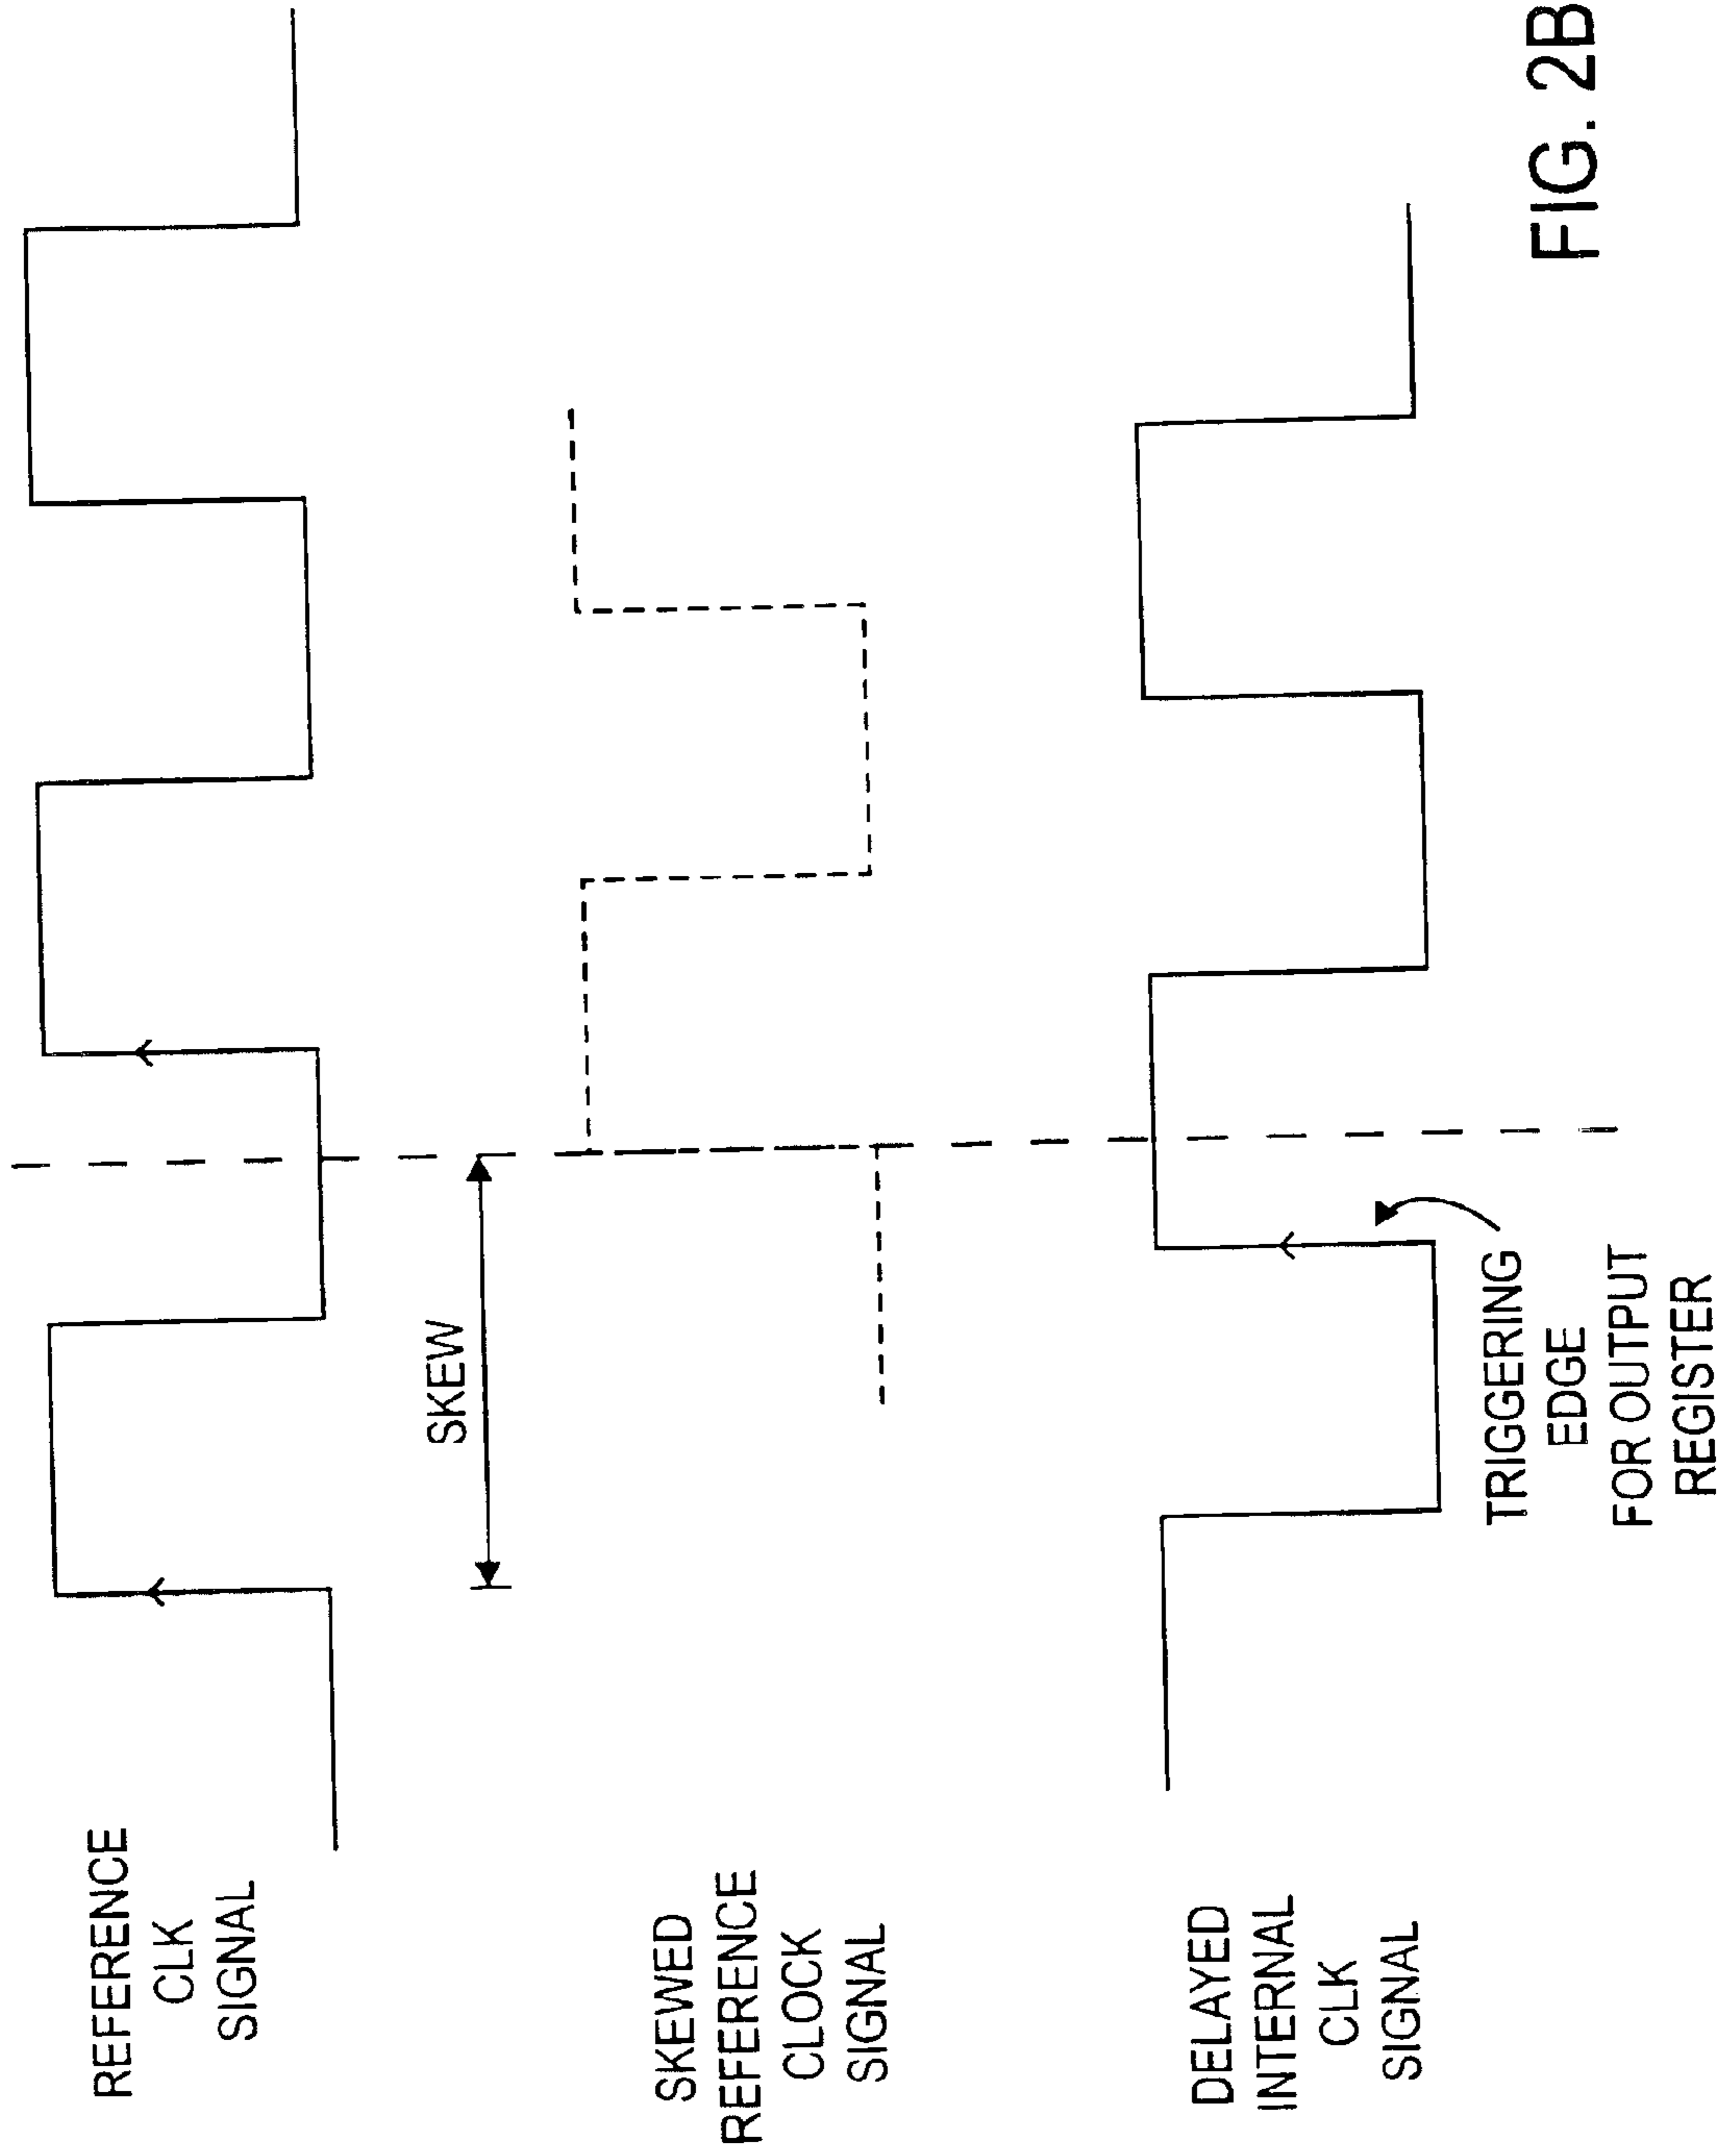 REFERENCE
CLK
SIGNAL
SKEW
SKEWED
REFERENCE
CLOCK
SIGNAL
DELAYED
INTERNAL
CLK
SIGNAL
TRIGGERING
EDGE
FOR OUTPUT
REGISTER
FIG. 2B